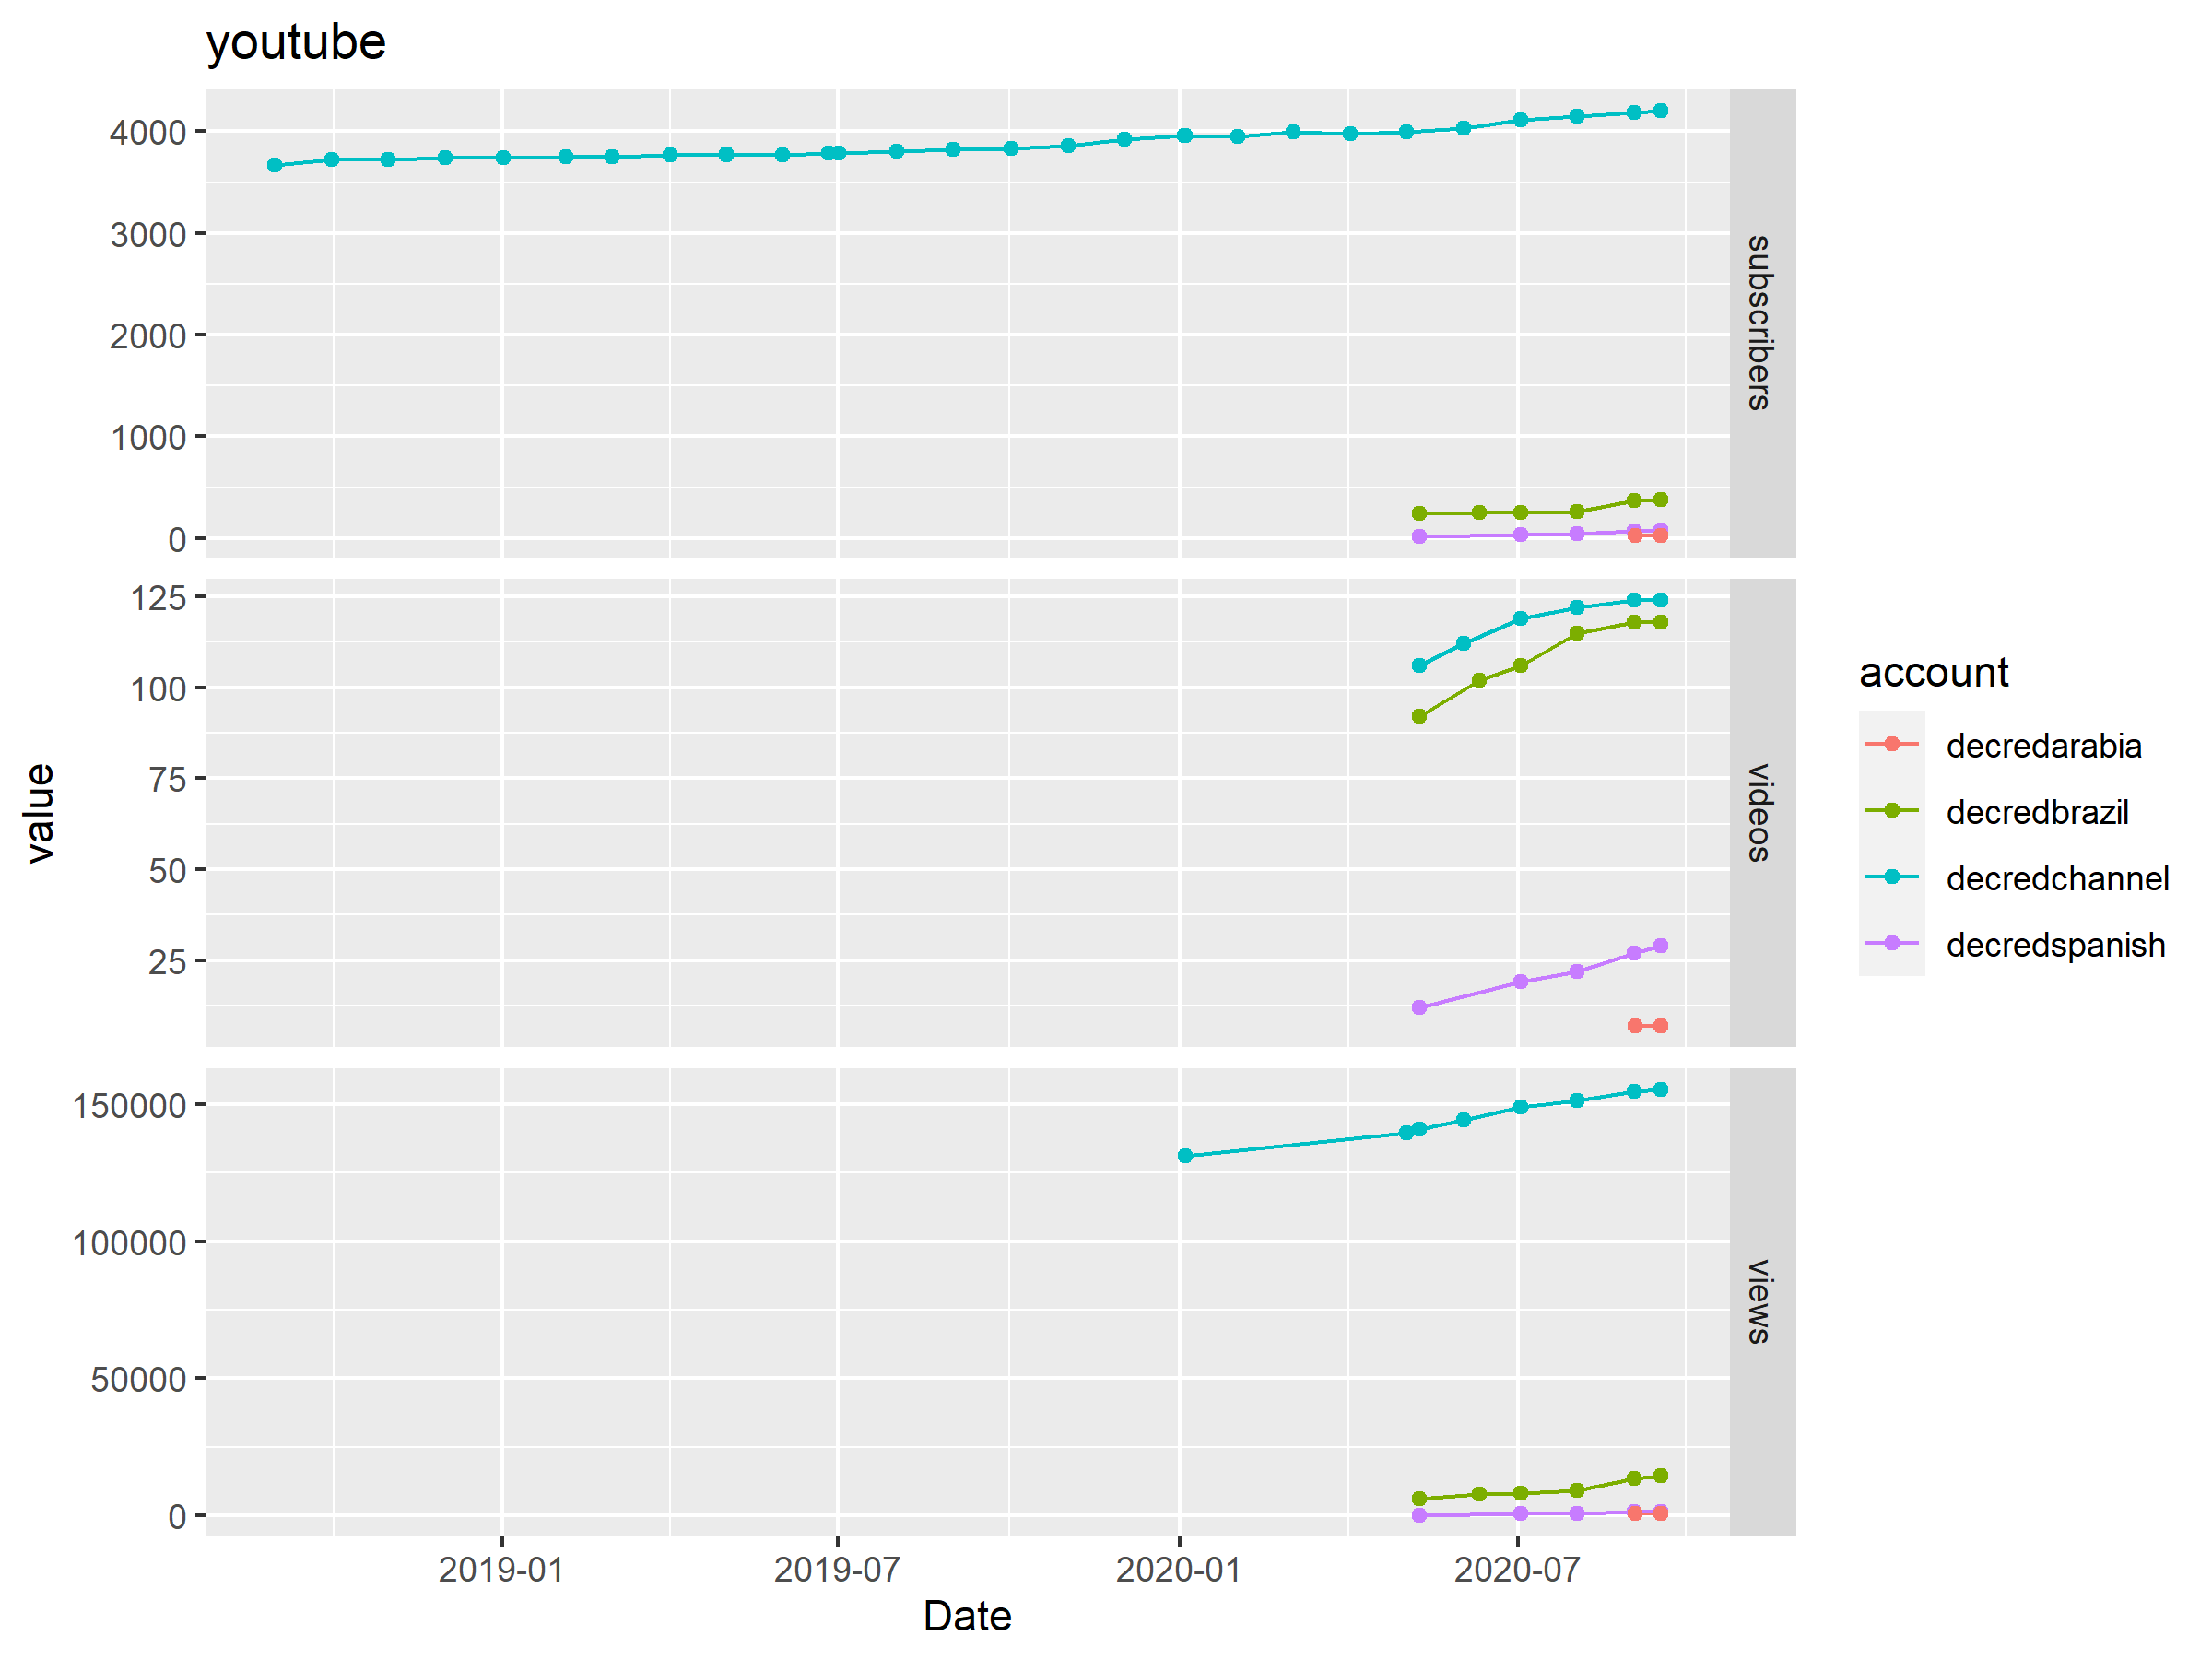 youtube
4000
3000
2000
1000
0
subscribers
125
100
75
50
25
videos
150000
100000
50000
0
views
2019-01 2019-07 2020-01 2020-07
Date
value
account
decredarabia
decredbrazil
decredchannel
decredspanish